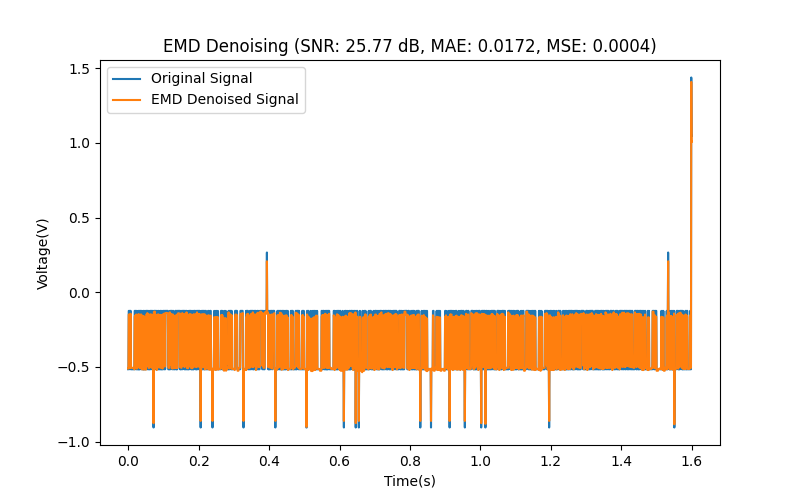 EMD Denoising (SNR: 25.77 dB, MAE: 0.0172, MSE: 0.0004)
Original Signal
EMD Denoised Signal
1.5
1.0
0.5
0.0
−0.5
−1.0
Voltage(V)
0.0 0.2 0.4 0.6 0.8 1.0 1.2 1.4 1.6
Time(s)